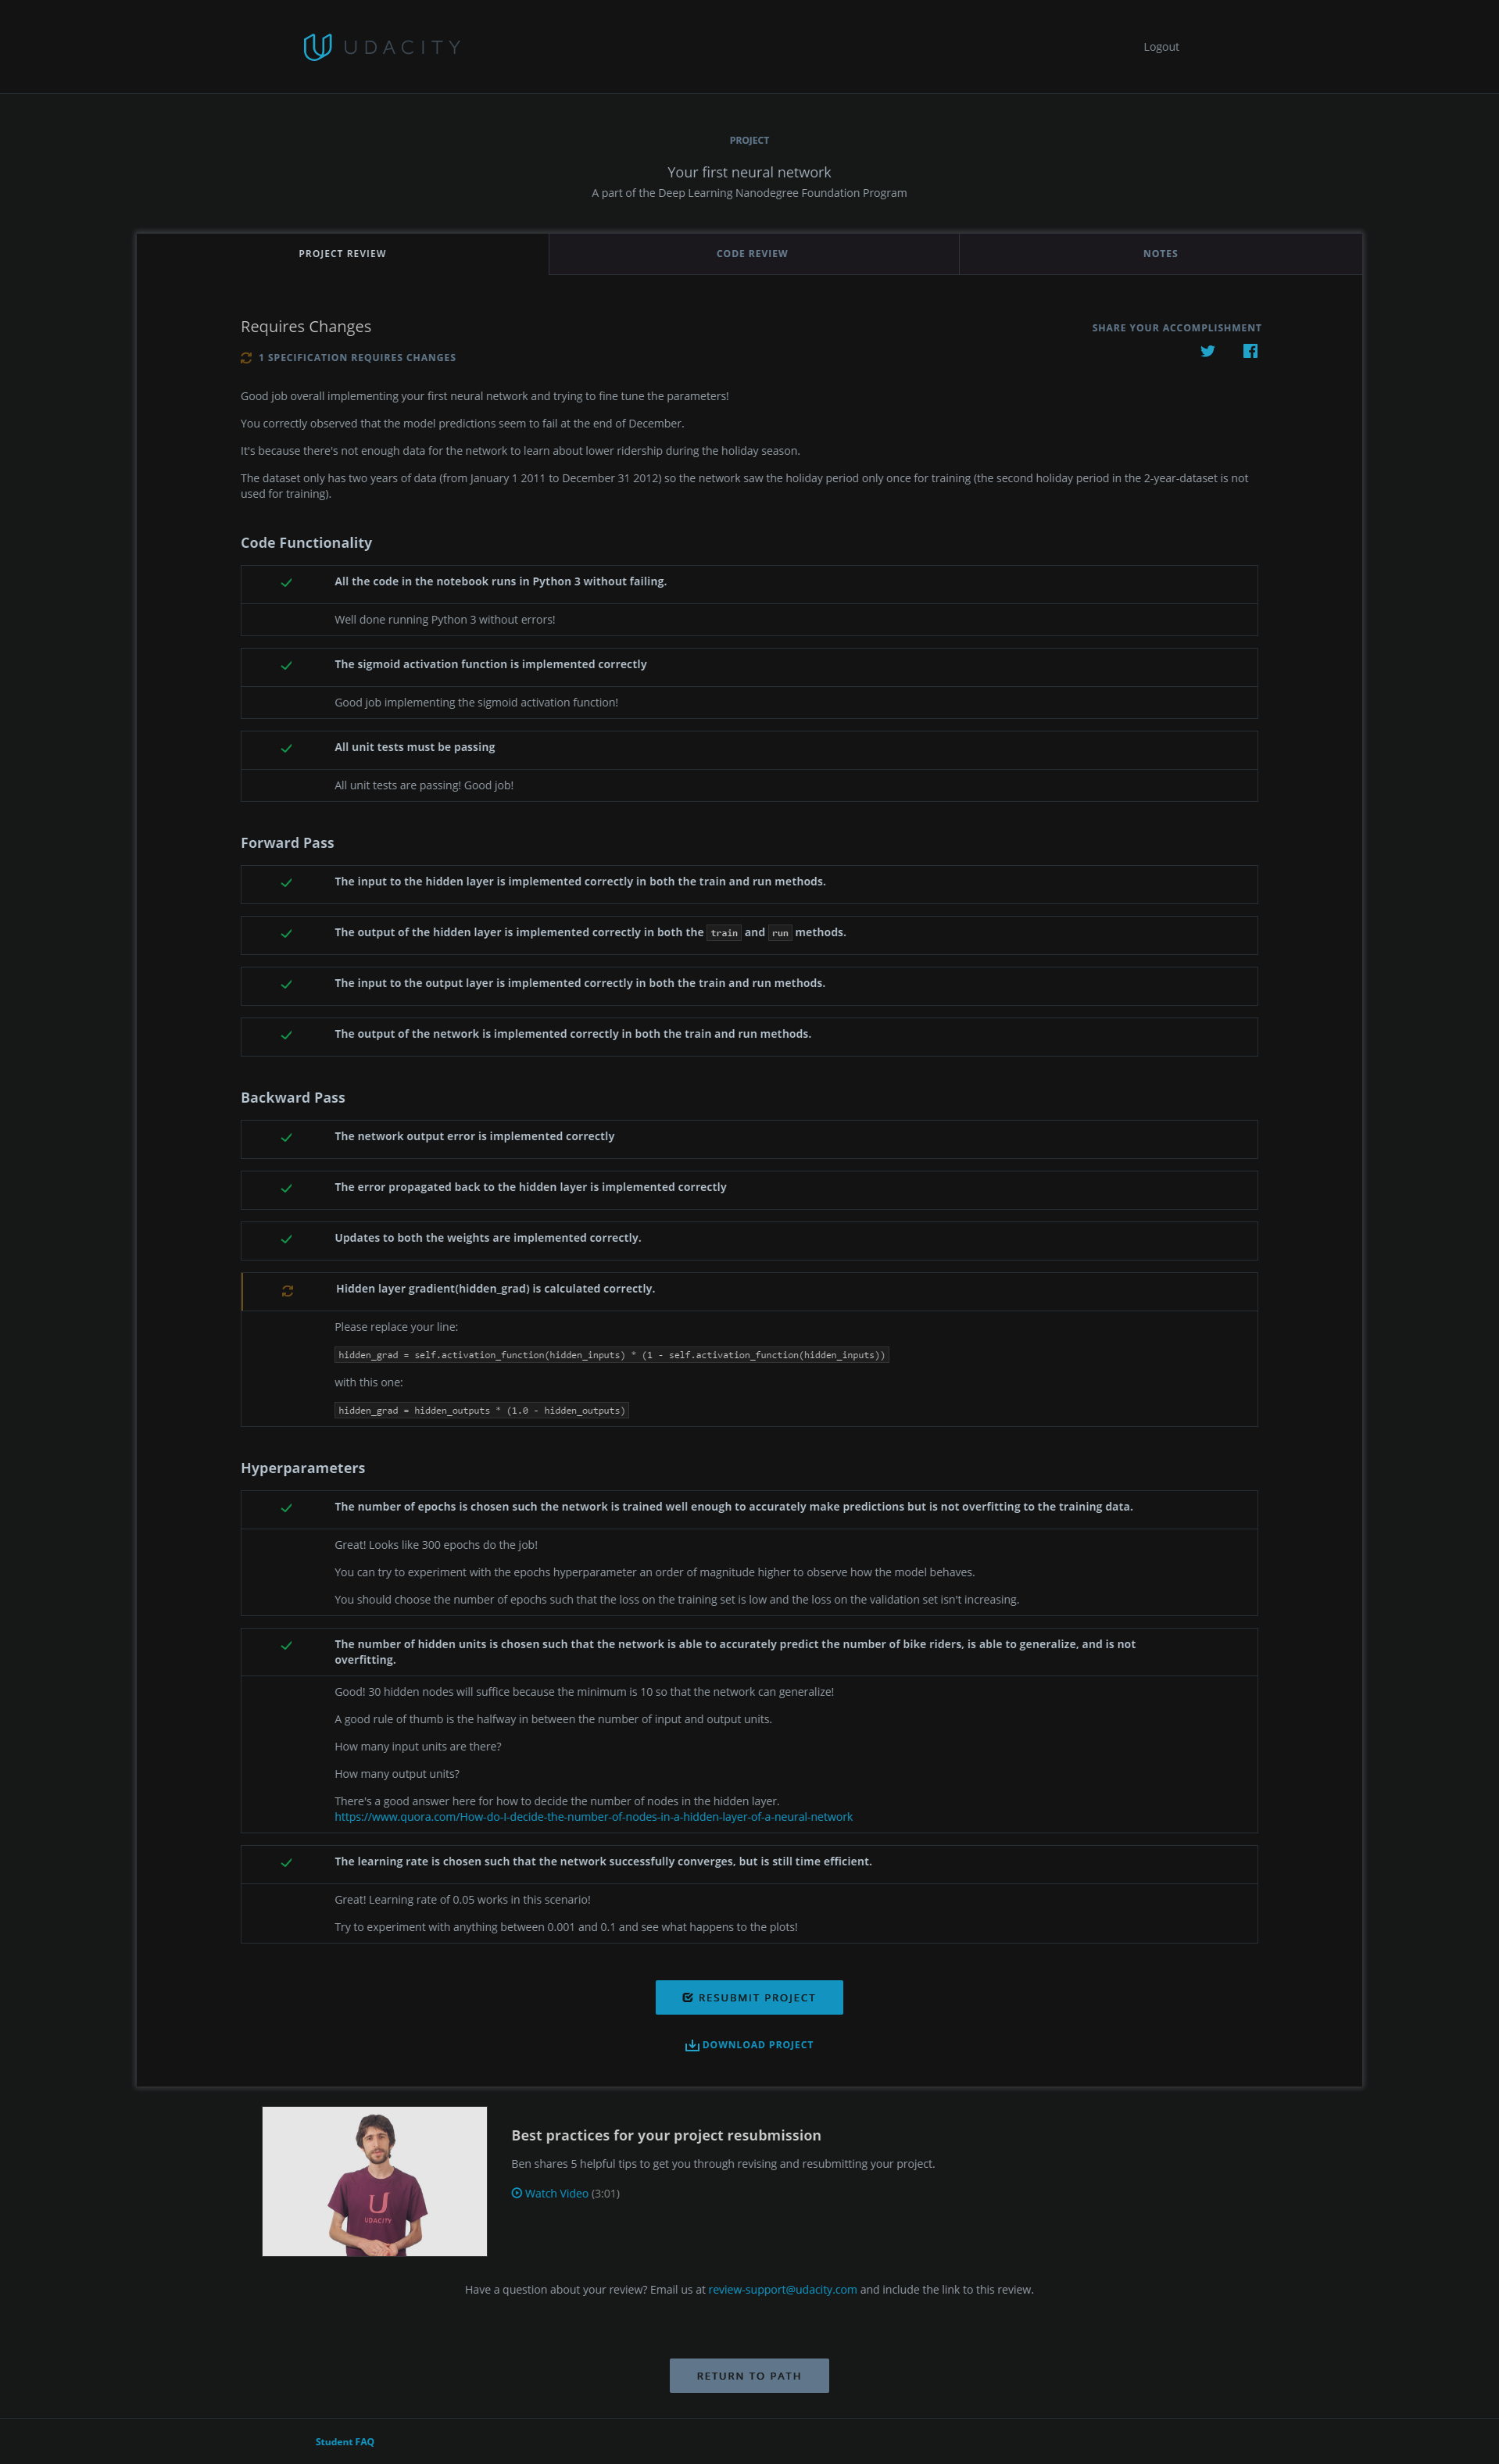 UDACITY
Logout
PROJECT
Your first neural network
A part of the Deep Learning Nanodegree Foundation Program
PROJECT REVIEW
CODE REVIEW
NOTES
Requires Changes
SHARE YOUR ACCOMPLISHMENT
1 SPECIFICATION REQUIRES CHANGES
Good job overall implementing your first neural network and trying to fine tune the parameters!
You correctly observed that the model predictions seem to fail at the end of December.
It's because there's not enough data for the network to learn about lower ridership during the holiday season.
The dataset only has two years of data (from January 1 2011 to December 31 2012) so the network saw the holiday period only once for training (the second holiday period in the 2-year-dataset is not
used for training).
Code Functionality
All the code in the notebook runs in Python 3 without failing.
Well done running Python 3 without errors!
The sigmoid activation function is implemented correctly
Good job implementing the sigmoid activation function!
All unit tests must be passing
All unit tests are passing! Good job!
Forward Pass
The input to the hidden layer is implemented correctly in both the train and run methods.
The output of the hidden layer is implemented correctly in both the train and run methods.
The input to the output layer is implemented correctly in both the train and run methods.
The output of the network is implemented correctly in both the train and run methods.
Backward Pass
The network output error is implemented correctly
The error propagated back to the hidden layer is implemented correctly
Updates to both the weights are implemented correctly.
Hidden layer gradient(hidden_grad) is calculated correctly.
Please replace your line:
hidden_grad = self.activation_function(hidden_inputs) * (1 - self.activation_function(hidden_inputs))
with this one:
hidden_grad = hidden_outputs * (1.0 - hidden_outputs)
Hyperparameters
The number of epochs is chosen such the network is trained well enough to accurately make predictions but is not overfitting to the training data.
Great! Looks like 300 epochs do the job!
You can try to experiment with the epochs hyperparameter an order of magnitude higher to observe how the model behaves.
You should choose the number of epochs such that the loss on the training set is low and the loss on the validation set isn't increasing.
The number of hidden units is chosen such that the network is able to accurately predict the number of bike riders, is able to generalize, and is not
overfitting.
Good! 30 hidden nodes will suffice because the minimum is 10 so that the network can generalize!
A good rule of thumb is the halfway in between the number of input and output units.
How many input units are there?
How many output units?
There's a good answer here for how to decide the number of nodes in the hidden layer.
https://www.quora.com/How-do-I-decide-the-number-of-nodes-in-a-hidden-layer-of-a-neural-network
The learning rate is chosen such that the network successfully converges, but is still time efficient.
Great! Learning rate of 0.05 works in this scenario!
Try to experiment with anything between 0.001 and 0.1 and see what happens to the plots!
RESUBMIT PROJECT
DOWNLOAD PROJECT
UDACITY
Best practices for your project resubmission
Ben shares 5 helpful tips to get you through revising and resubmitting your project.
Watch Video (3:01)
Have a question about your review? Email us at review-support@udacity.com and include the link to this review.
RETURN TO PATH
Student FAQ